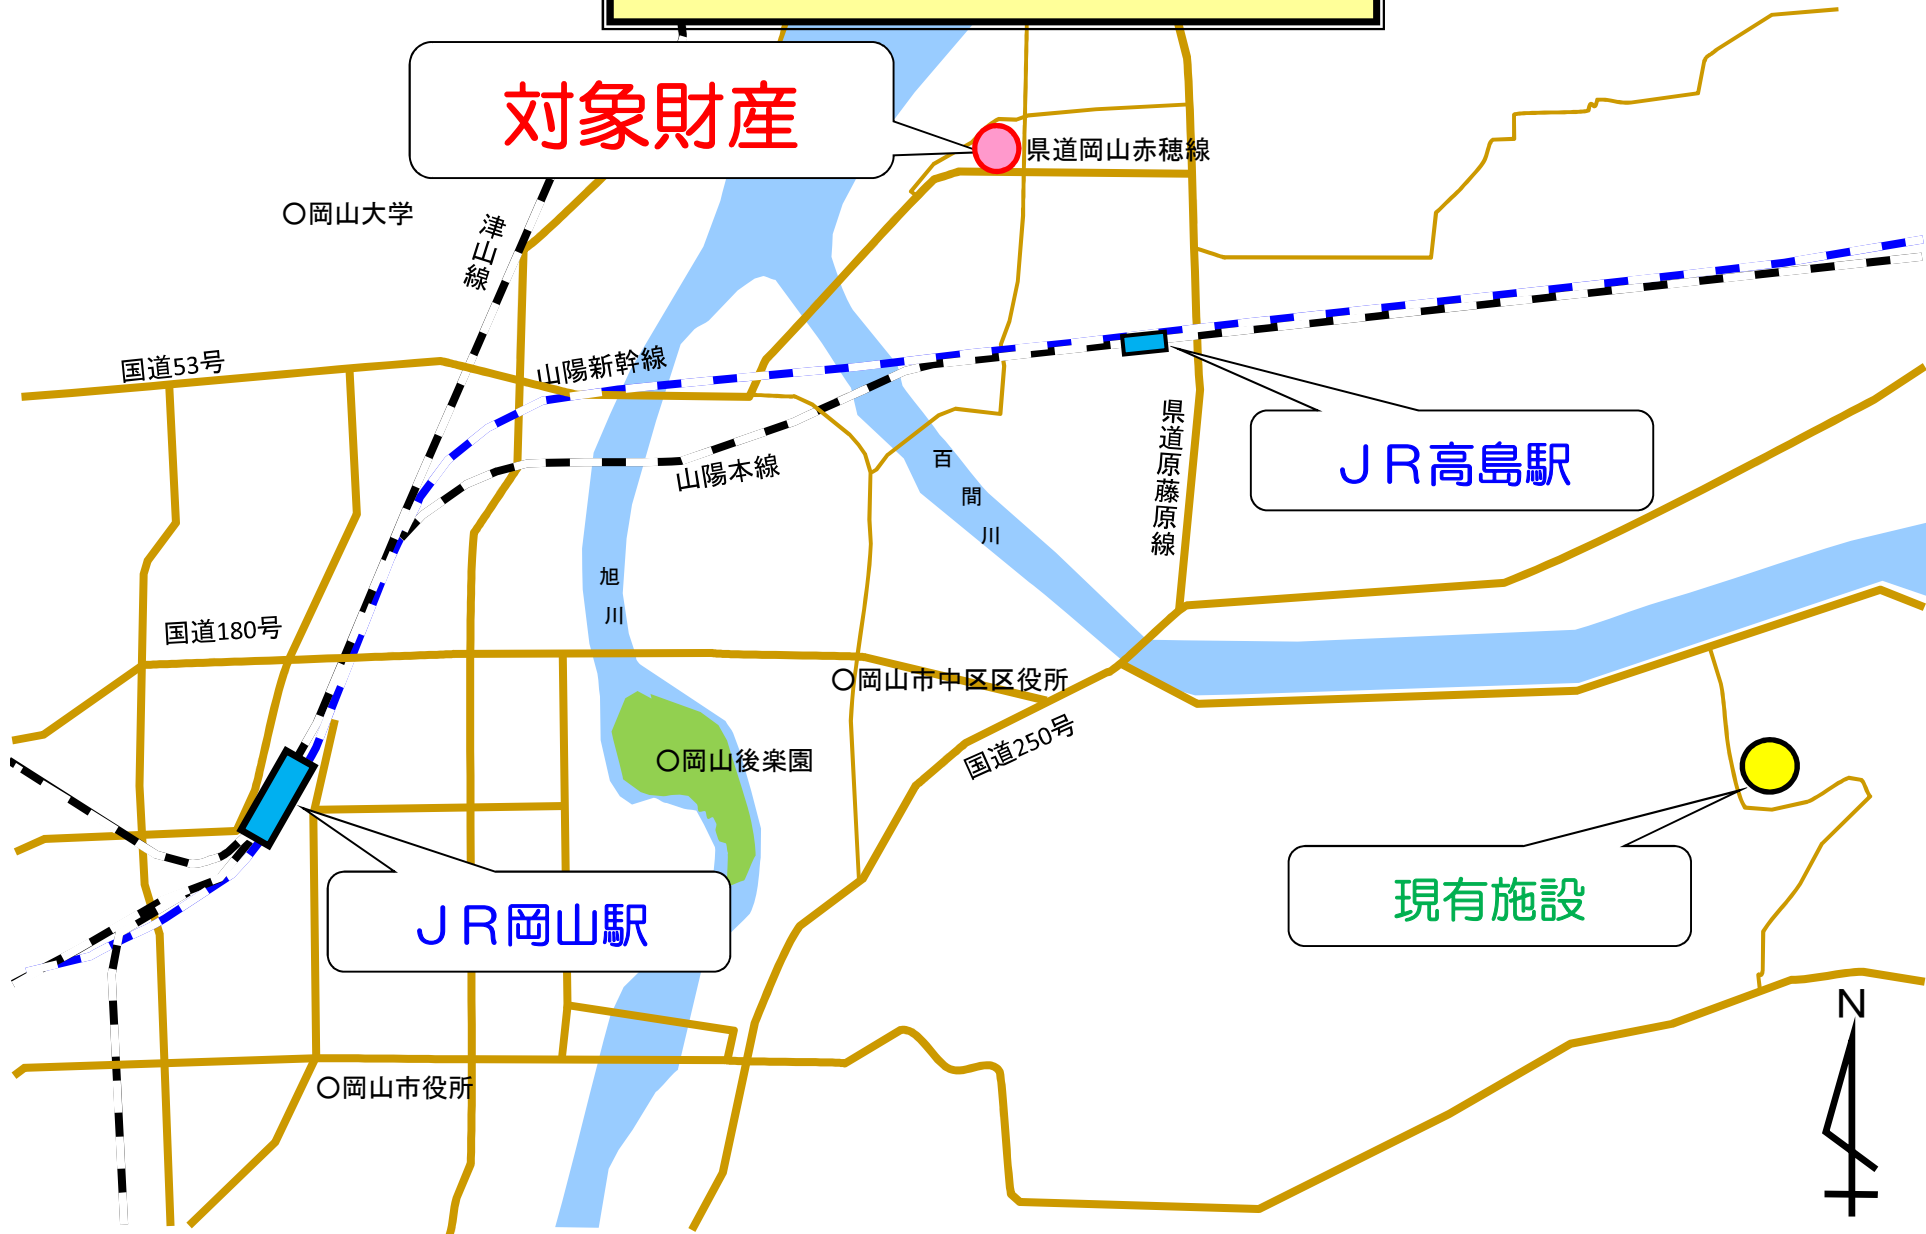 対象財産
県道岡山赤穂線
○岡山大学
津山線
国道53号
山陽新幹線
山陽本線
県道原藤原線
JR高島駅
百間川
旭川
国道180号
○岡山市中区区役所
国道250号
○岡山後楽園
JR岡山駅
現有施設
N
○岡山市役所